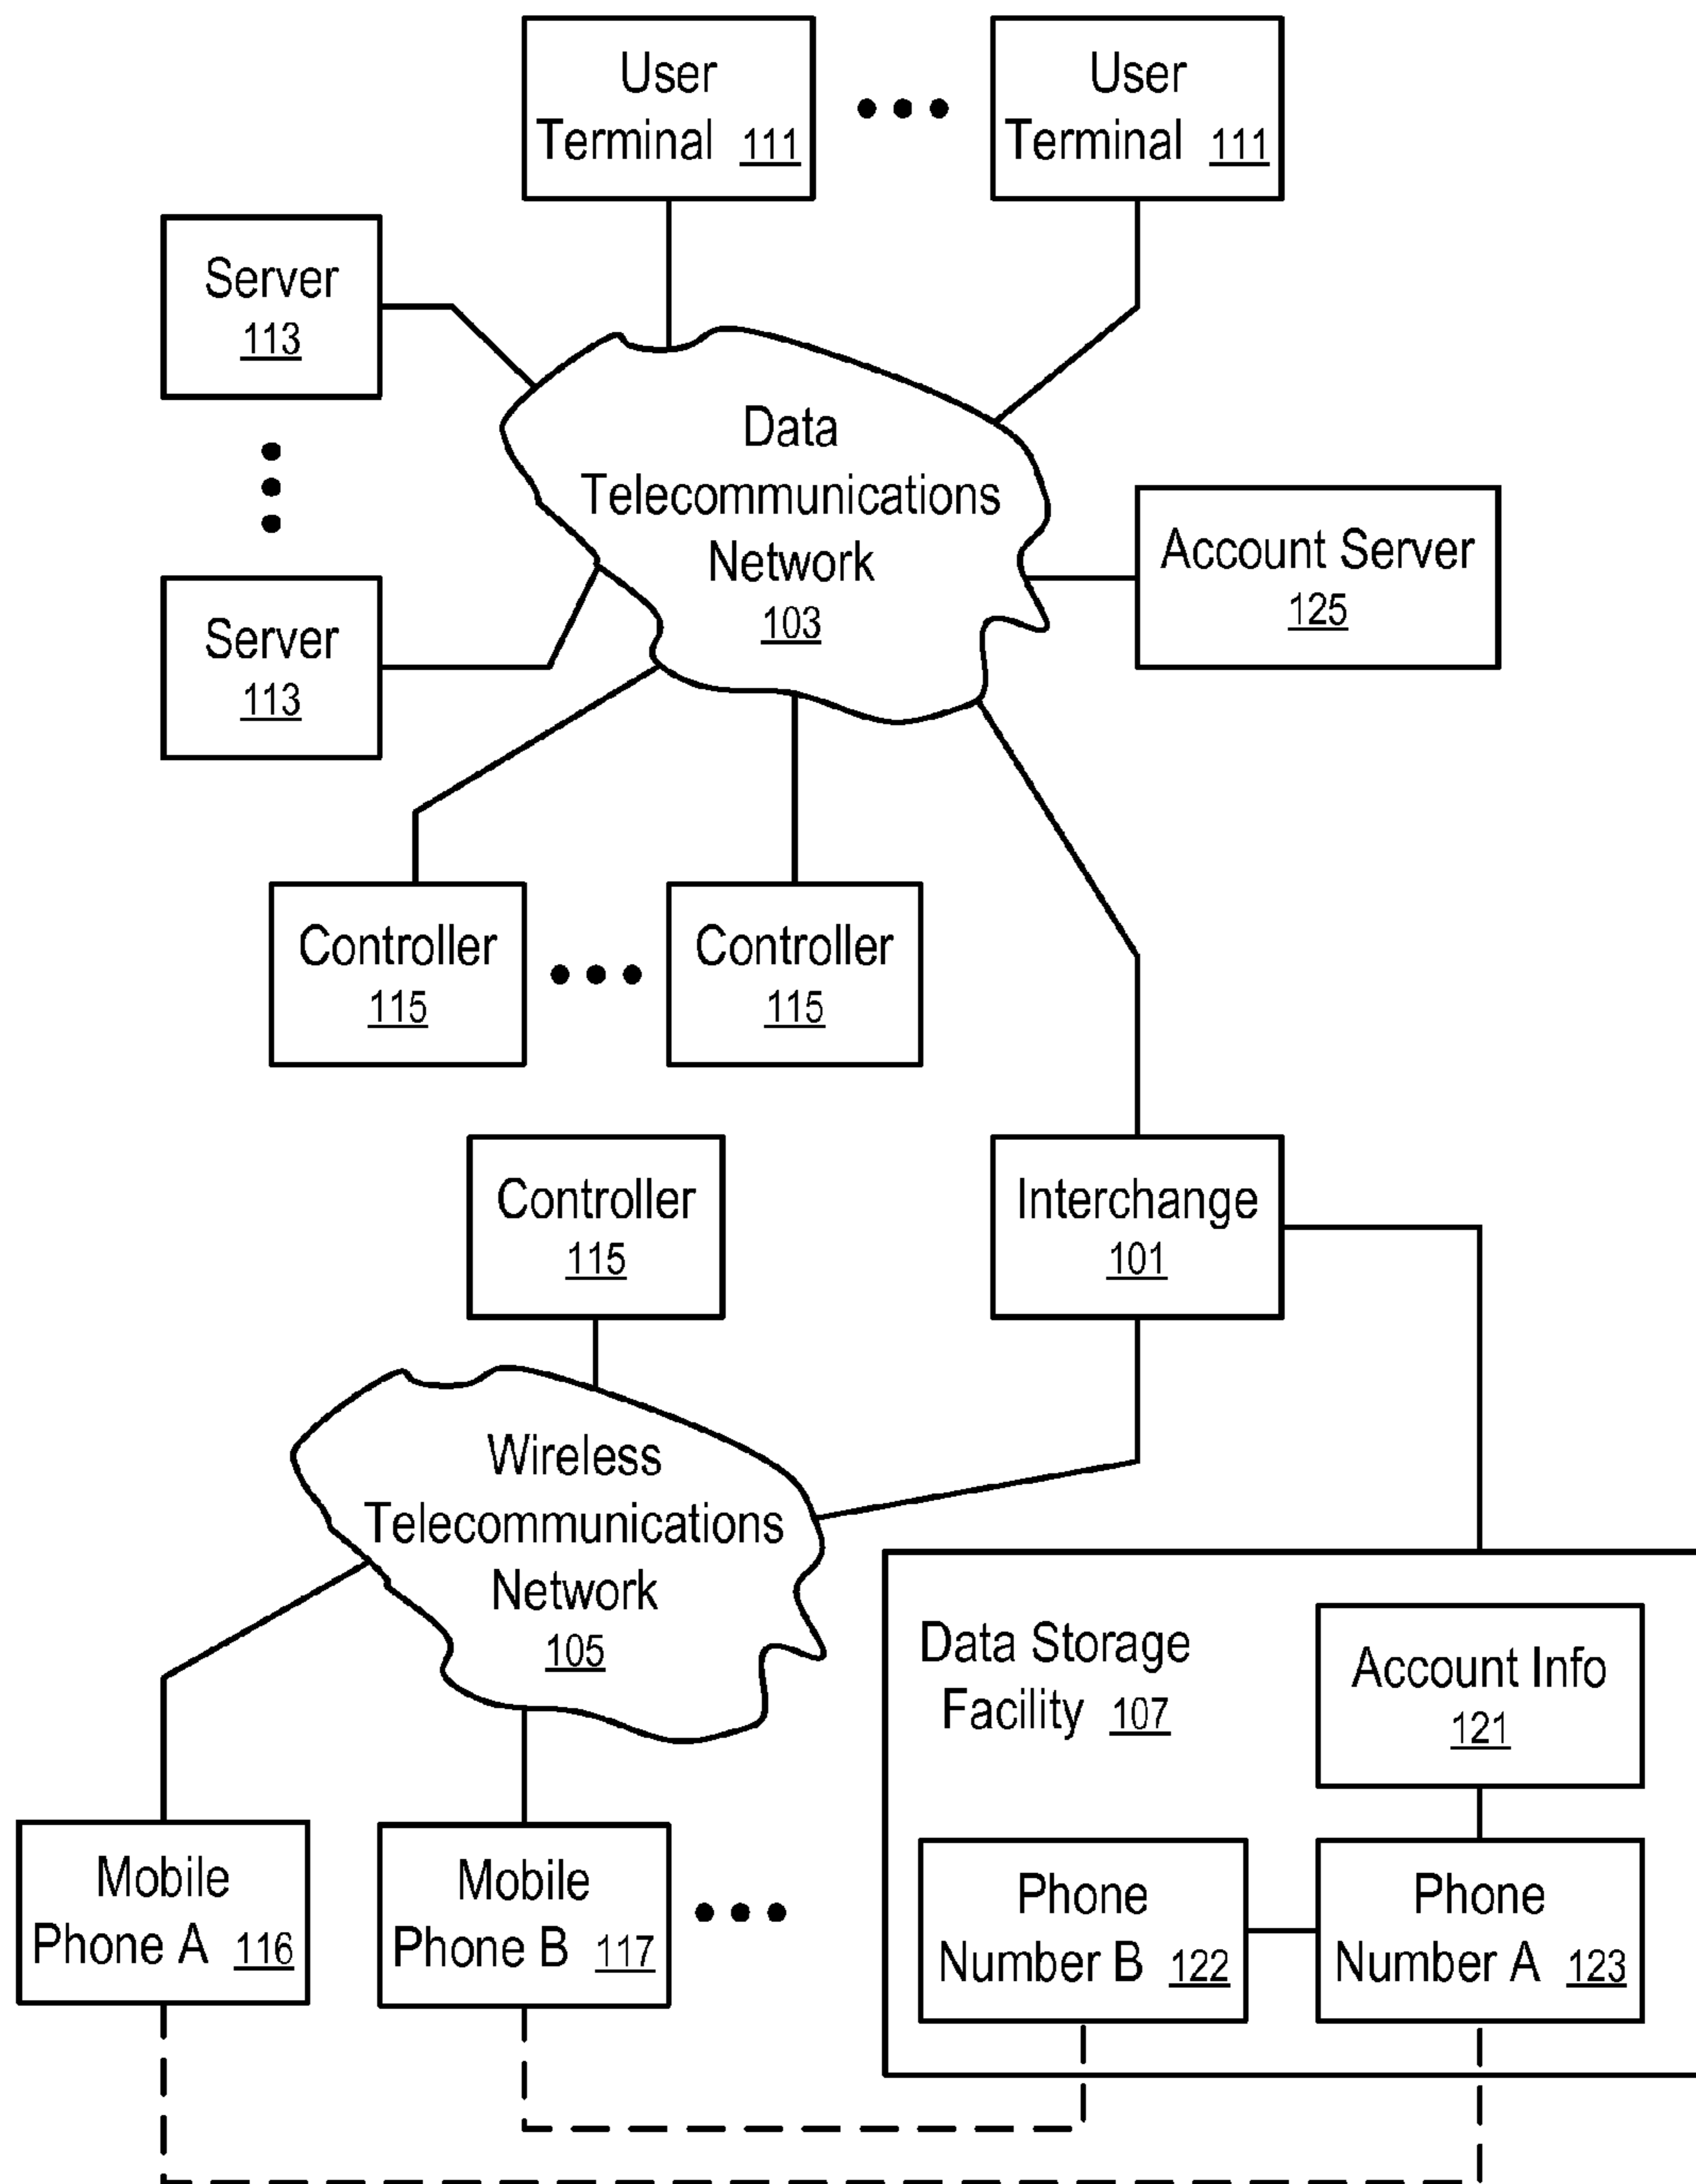 User
Terminal 111
User
Terminal 111
Server
113
Data
Telecommunications
Network
103
Account Server
125
Server
113
Controller
115
Controller
115
Controller
115
Interchange
101
Wireless
Telecommunications
Network
105
Data Storage
Facility 107
Account Info
121
Mobile
Phone A 116
Mobile
Phone B 117
Phone
Number B 122
Phone
Number A 123